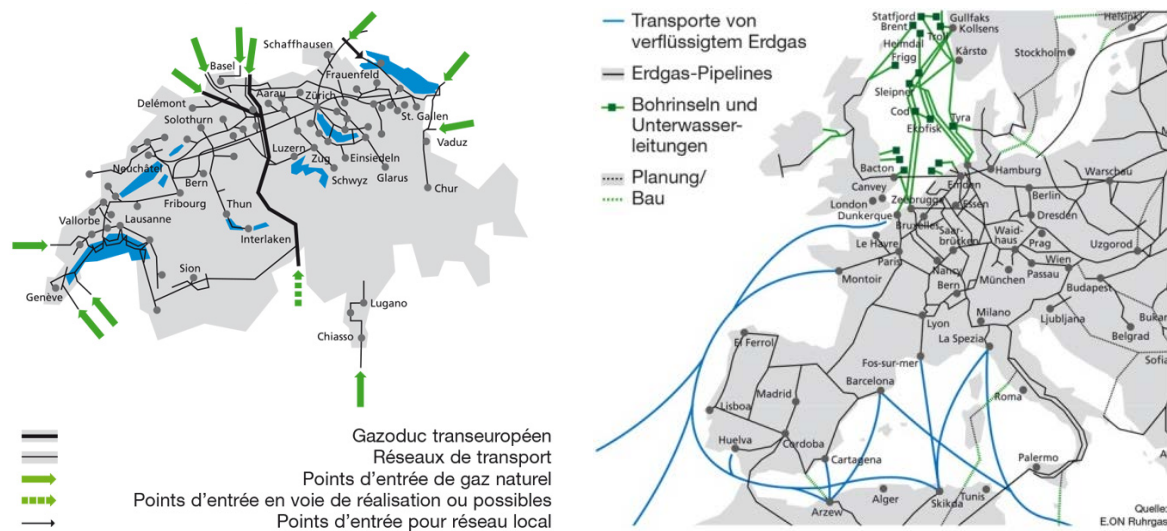 Schaffhausen
Basel
Frauenfeld
Aarau
Zürich
Delémont
St. Gallen
Solothurn
Vaduz
Luzern
Zug
Einsiedeln
Neuchâtel
Bern
Schwyz
Glarus
Chur
Fribourg
Thun
Vallorbe
Lausanne
Interlaken
Sion
Genève
Lugano
Chiasso
Gazoduc transeuropéen
Réseaux de transport
Points d'entrée de gaz naturel
Points d'entrée en voie de réalisation ou possibles
Points d'entrée pour réseau local
Transporte von
verflüssigtem Erdgas
Erdgas-Pipelines
Bohrinseln und
Unterwasser-
leitungen
Planung/
Bau
Statfjord
Brent
Gullfaks
Kollsens
Helsinki
Troll
Heimdal
Frigg
Kårstø
Stockholm
Sleipner
Cod
Ekofisk
Tyra
Bacton
Canvey
London
Dunkerque
Zeebrugge
Bruxelles
Emden
Essen
Hamburg
Warschau
Berlin
Dresden
Le Havre
Paris
Saar-
brücken
Waid-
haus
Prag
Uzgorod
Montoir
Nancy
Bern
München
Passau
Wien
Budapest
Lyon
Milano
Ljubljana
Bukar
Belgrad
La Spezia
Sofia
El Ferrol
Fos-sur-mer
Barcelona
Madrid
Roma
Lisboa
Huelva
Cordoba
Cartagena
Palermo
Alger
Skikda
Tunis
Arzew
A
Quelle:
E.ON Ruhrga